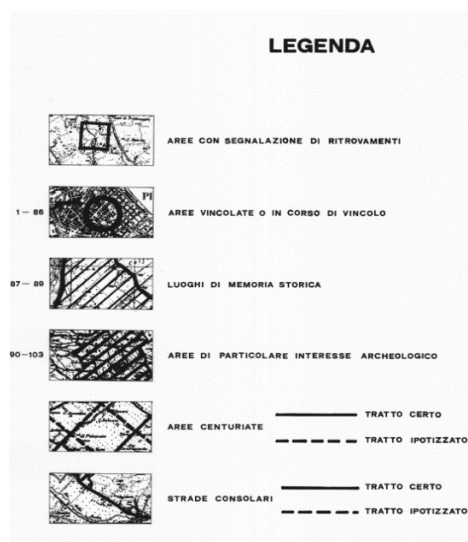 LEGENDA
AREE CON SEGNALAZIONE DI RITROVAMENTI
1 — 86 AREE VINCOLATE O IN CORSO DI VINCOLO
87 — 89 LUOGHI DI MEMORIA STORICA
90—103 AREE DI PARTICOLARE INTERESSE ARCHEOLOGICO
AREE CENTURIATE
TRATTO CERTO
TRATTO IPOTIZZATO
STRADE CONSOLARI
TRATTO CERTO
TRATTO IPOTIZZATO